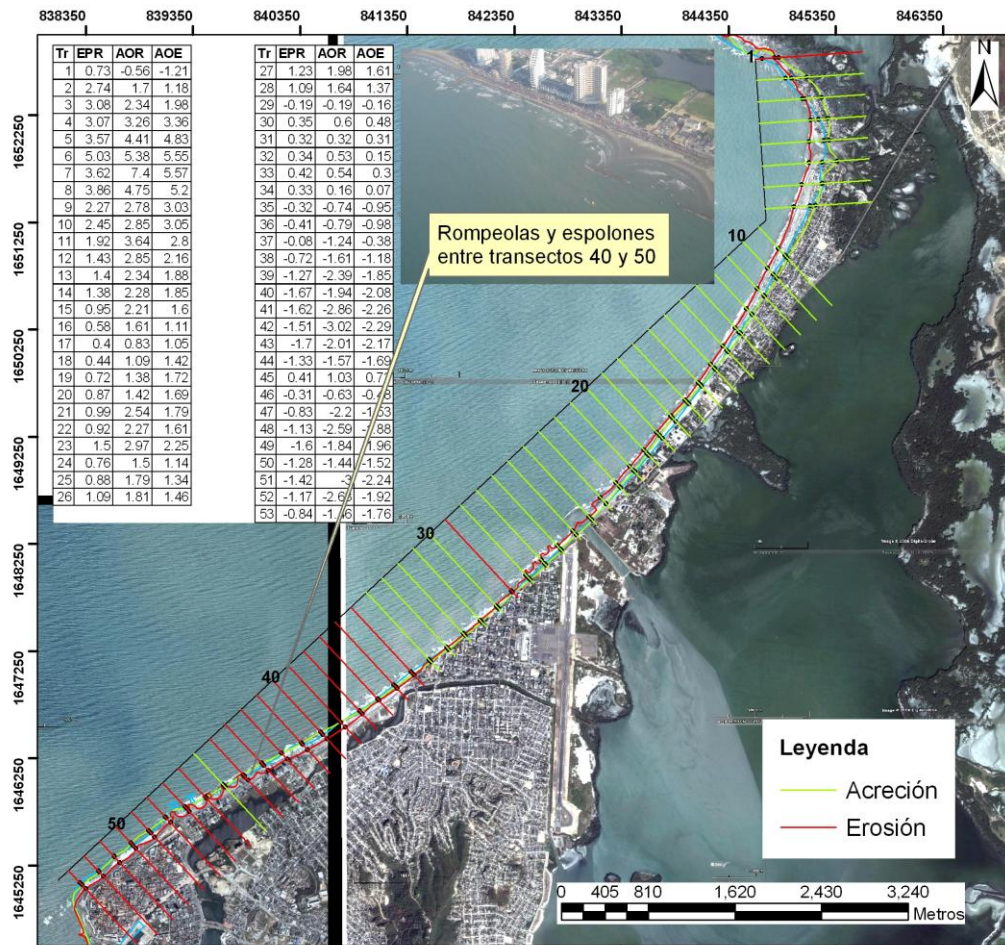 838350 839350 840350 841350 842350 843350 844350 845350 846350
1652250
1651250
1650250
1649250
1648250
1647250
1646250
1645250
Tr EPR AOR AOE
1 0.73 -0.56 -1.21
2 2.74 1.7 1.18
3 3.08 2.34 1.98
4 3.07 3.26 3.36
5 3.57 4.41 4.83
6 5.03 5.38 5.55
7 3.62 7.4 5.57
8 3.86 4.75 5.2
9 2.27 2.78 3.03
10 2.45 2.85 3.05
11 1.92 3.64 2.8
12 1.43 2.85 2.16
13 1.4 2.34 1.88
14 1.38 2.28 1.85
15 0.95 2.21 1.6
16 0.58 1.61 1.11
17 0.4 0.83 1.05
18 0.44 1.09 1.42
19 0.72 1.38 1.72
20 0.87 1.42 1.69
21 0.99 2.54 1.79
22 0.92 2.27 1.61
23 1.5 2.97 2.25
24 0.76 1.5 1.14
25 0.88 1.79 1.34
26 1.09 1.81 1.46
Tr EPR AOR AOE
27 1.23 1.98 1.61
28 1.09 1.64 1.37
29 -0.19 -0.19 -0.16
30 0.35 0.6 0.48
31 0.32 0.32 0.31
32 0.34 0.53 0.15
33 0.42 0.54 0.3
34 0.33 0.16 0.07
35 -0.32 -0.74 -0.95
36 -0.41 -0.79 -0.98
37 -0.08 -1.24 -0.38
38 -0.72 -1.61 -1.18
39 -1.27 -2.39 -1.85
40 -1.67 -1.94 -2.08
41 -1.62 -2.86 -2.26
42 -1.51 -3.02 -2.29
43 -1.7 -2.01 -2.17
44 -1.33 -1.57 -1.69
45 0.41 1.03
46 -0.31 -0.63
47 -0.83 -2.2
48 -1.13 -2.59
49 -1.6 -1.84
50 -1.28 -1.44 -1.52
51 -1.42 -2.24
52 -1.17 -1.92
53 -0.84 -1.76
Rompeolas y espolones
entre transectos 40 y 50
N
1
10
20
30
40
50
Leyenda
Acreción
Erosión
0 405 810 1,620 2,430 3,240
Metros